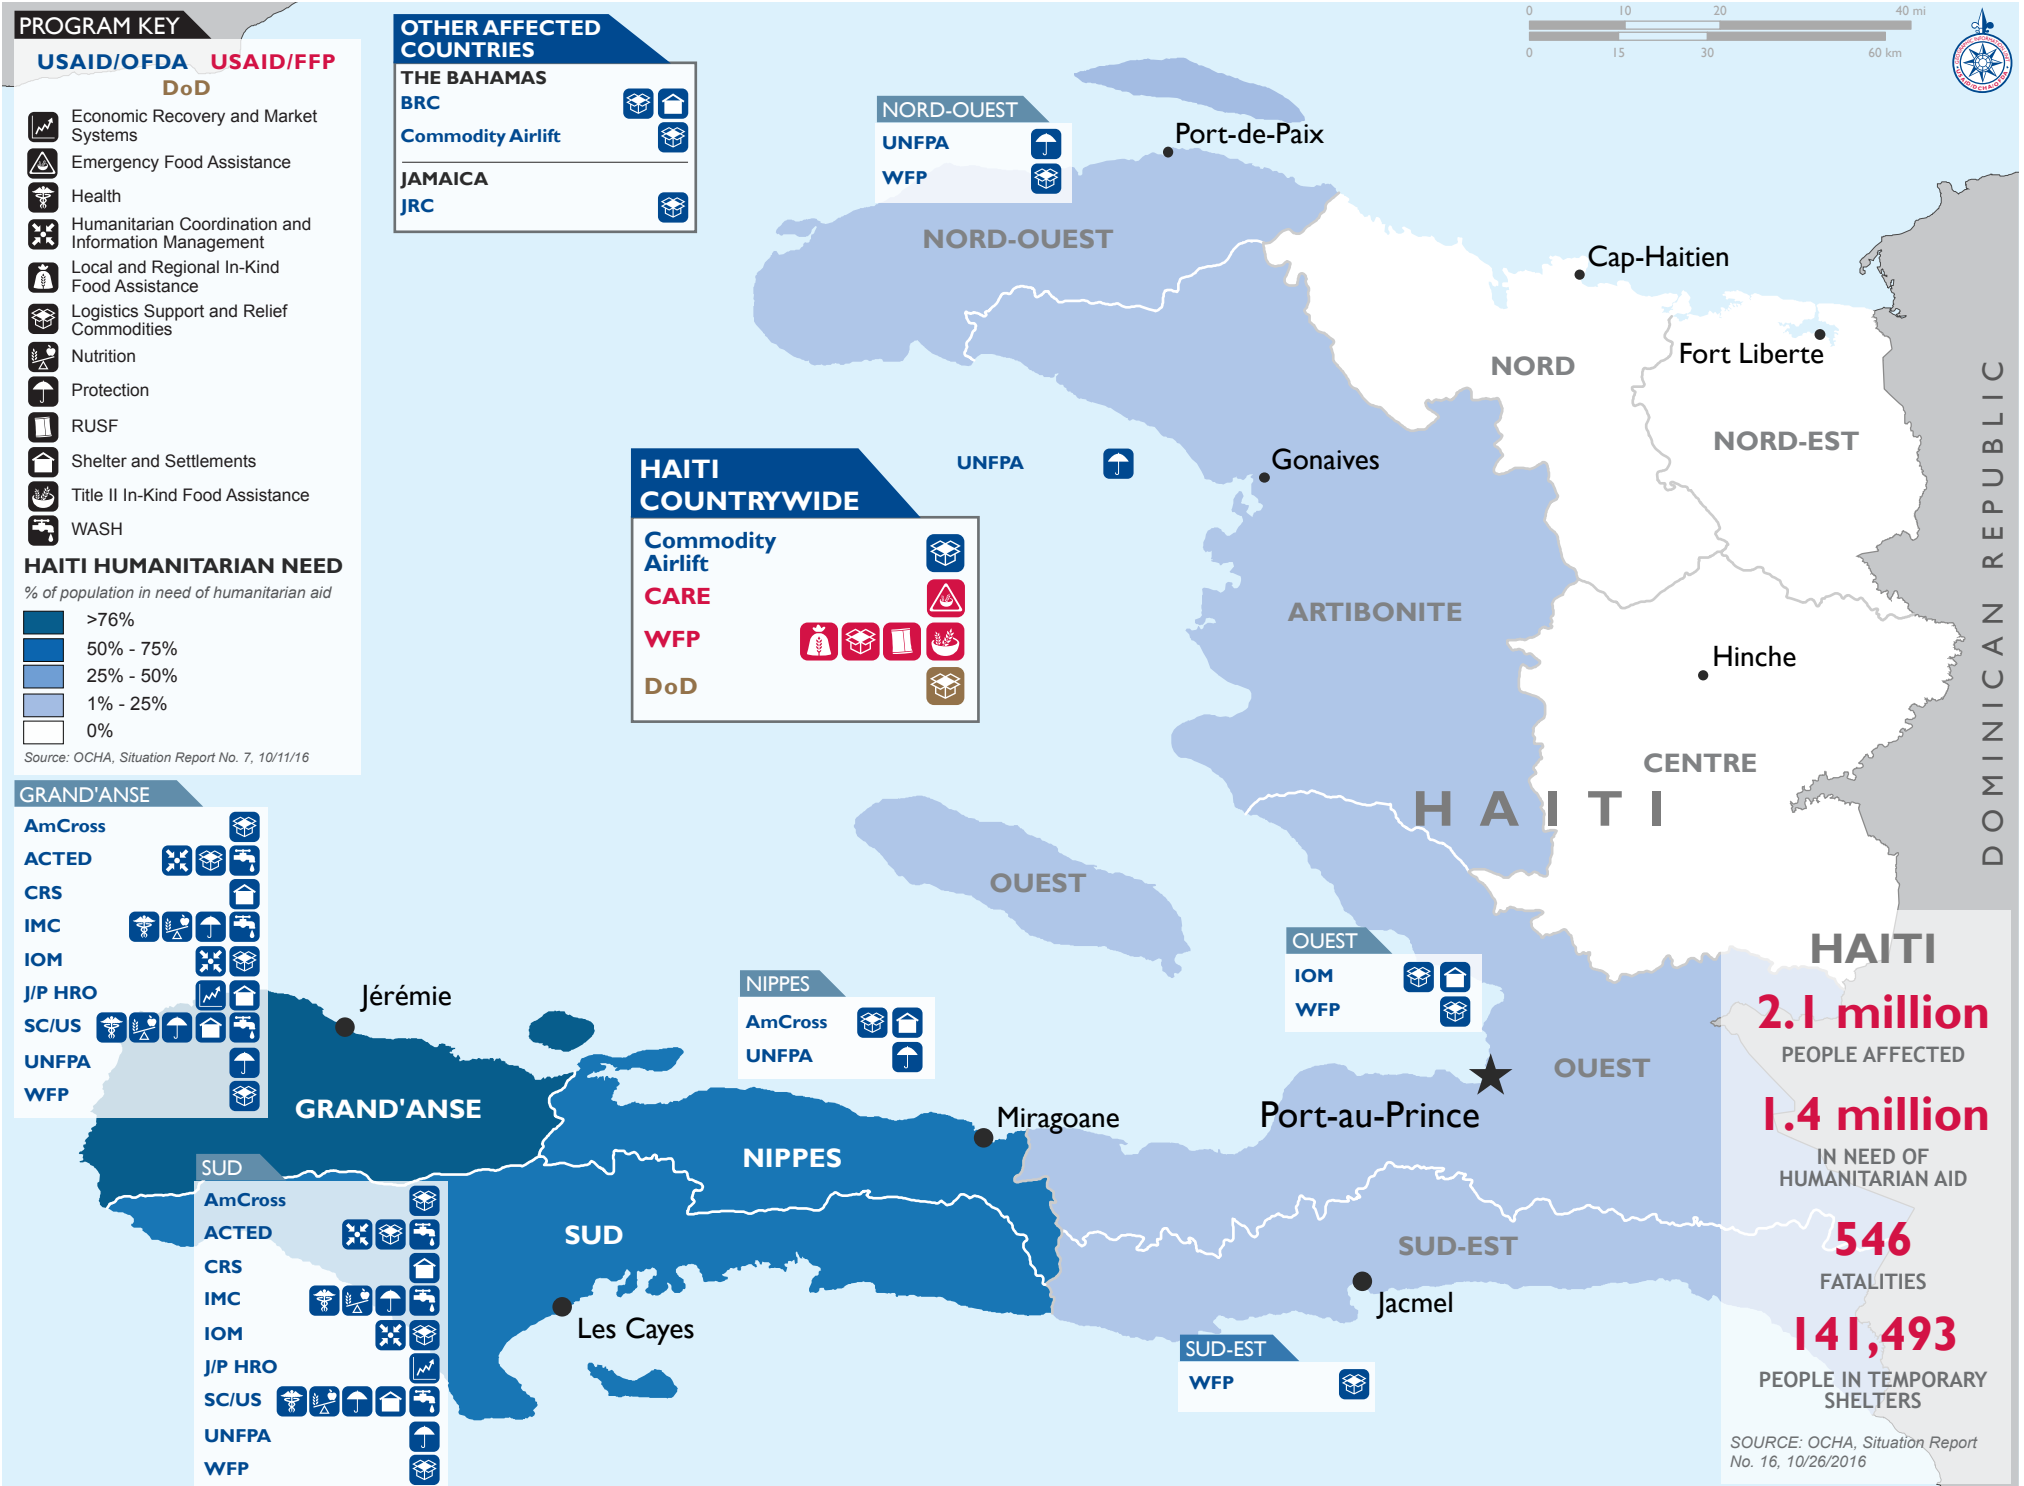 PROGRAM KEY
USAID/OFDA USAID/FFP
DoD
Economic Recovery and Market
Systems
Emergency Food Assistance
Health
Humanitarian Coordination and
Information Management
Local and Regional In-Kind
Food Assistance
Logistics Support and Relief
Commodities
Nutrition
Protection
RUSF
Shelter and Settlements
Title II In-Kind Food Assistance
WASH
HAITI HUMANITARIAN NEED
% of population in need of humanitarian aid
>76%
50% - 75%
25% - 50%
1% - 25%
0%
Source: OCHA, Situation Report No. 7, 10/11/16
OTHER AFFECTED
COUNTRIES
THE BAHAMAS
BRC
Commodity Airlift
JAMAICA
JRC
0 10 20 40 mi
0 15 30 60 km
NORD-OUEST
UNFPA
WFP
Port-de-Paix
NORD-OUEST
Cap-Haitien
Fort Liberte
NORD
NORD-EST
DOMINICAN REPUBLIC
UNFPA
Gonaives
HAITI
COUNTRYWIDE
Commodity
Airlift
CARE
WFP
DoD
ARTIBONITE
Hinche
CENTRE
HAITI
OUEST
GRAND'ANSE
AmCross
ACTED
CRS
IMC
IOM
J/P HRO
SC/US
UNFPA
WFP
Jérémie
GRAND'ANSE
NIPPES
AmCross
UNFPA
Miragoane
NIPPES
OUEST
IOM
WFP
OUEST
Port-au-Prince
SUD
AmCross
ACTED
CRS
IMC
IOM
J/P HRO
SC/US
UNFPA
WFP
SUD
Les Cayes
SUD-EST
Jacmel
SUD-EST
WFP
HAITI
2.1 million
PEOPLE AFFECTED
1.4 million
IN NEED OF
HUMANITARIAN AID
546
FATALITIES
141,493
PEOPLE IN TEMPORARY
SHELTERS
SOURCE: OCHA, Situation Report
No. 16, 10/26/2016